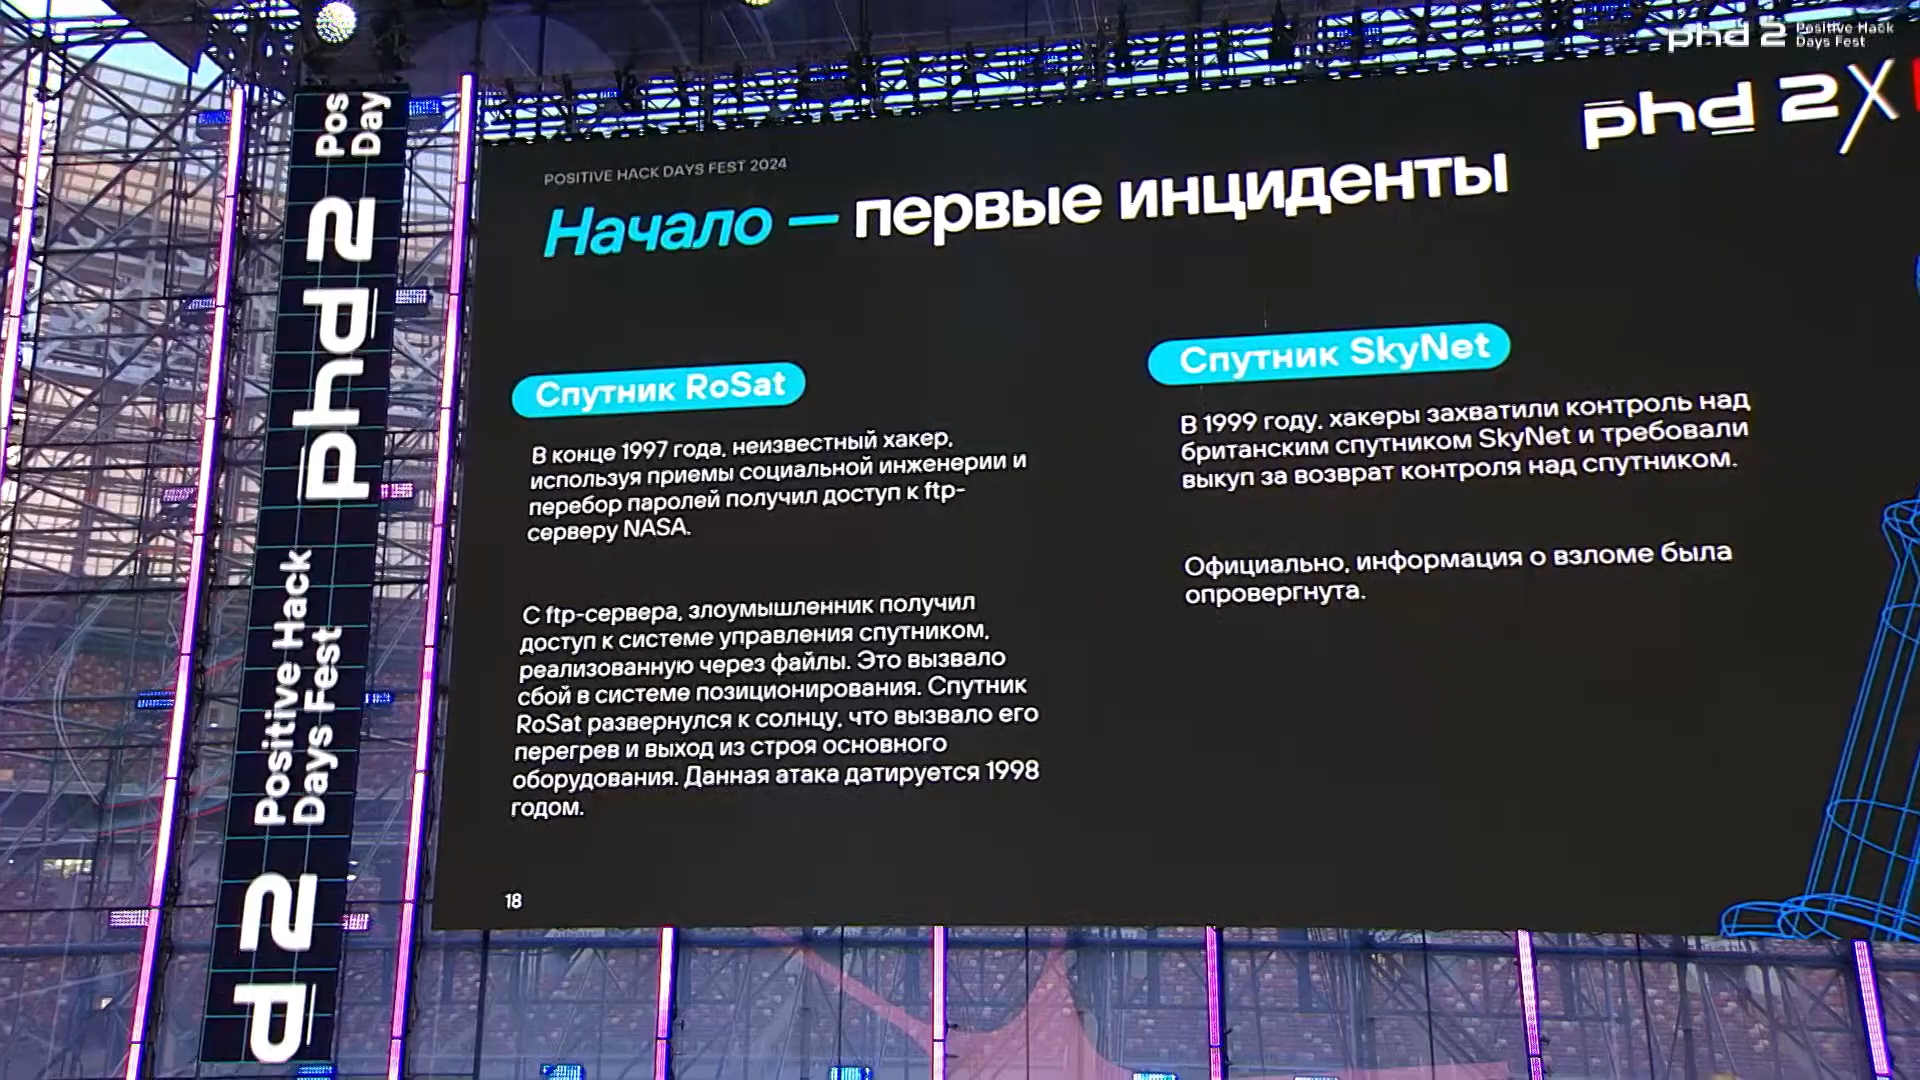 phd 2 Positive Hack
Days Fest
phd 2 X
POSITIVE HACK DAYS FEST 2024
Начало — первые инциденты
Спутник RoSat
В конце 1997 года, неизвестный хакер,
используя приемы социальной инженерии и
перебор паролей получил доступ к ftp-
серверу NASA.
С ftp-сервера, злоумышленник получил
доступ к системе управления спутником,
реализованную через файлы. Это вызвало
сбой в системе позиционирования. Спутник
RoSat развернулся к солнцу, что вызвало его
перегрев и выход из строя основного
оборудования. Данная атака датируется 1998
годом.
Спутник SkyNet
В 1999 году, хакеры захватили контроль над
британским спутником SkyNet и требовали
выкуп за возврат контроля над спутником.
Официально, информация о взломе была
опровергнута.
18
d 2
Positive Hack
Days Fest
phd 2
Pos
Day